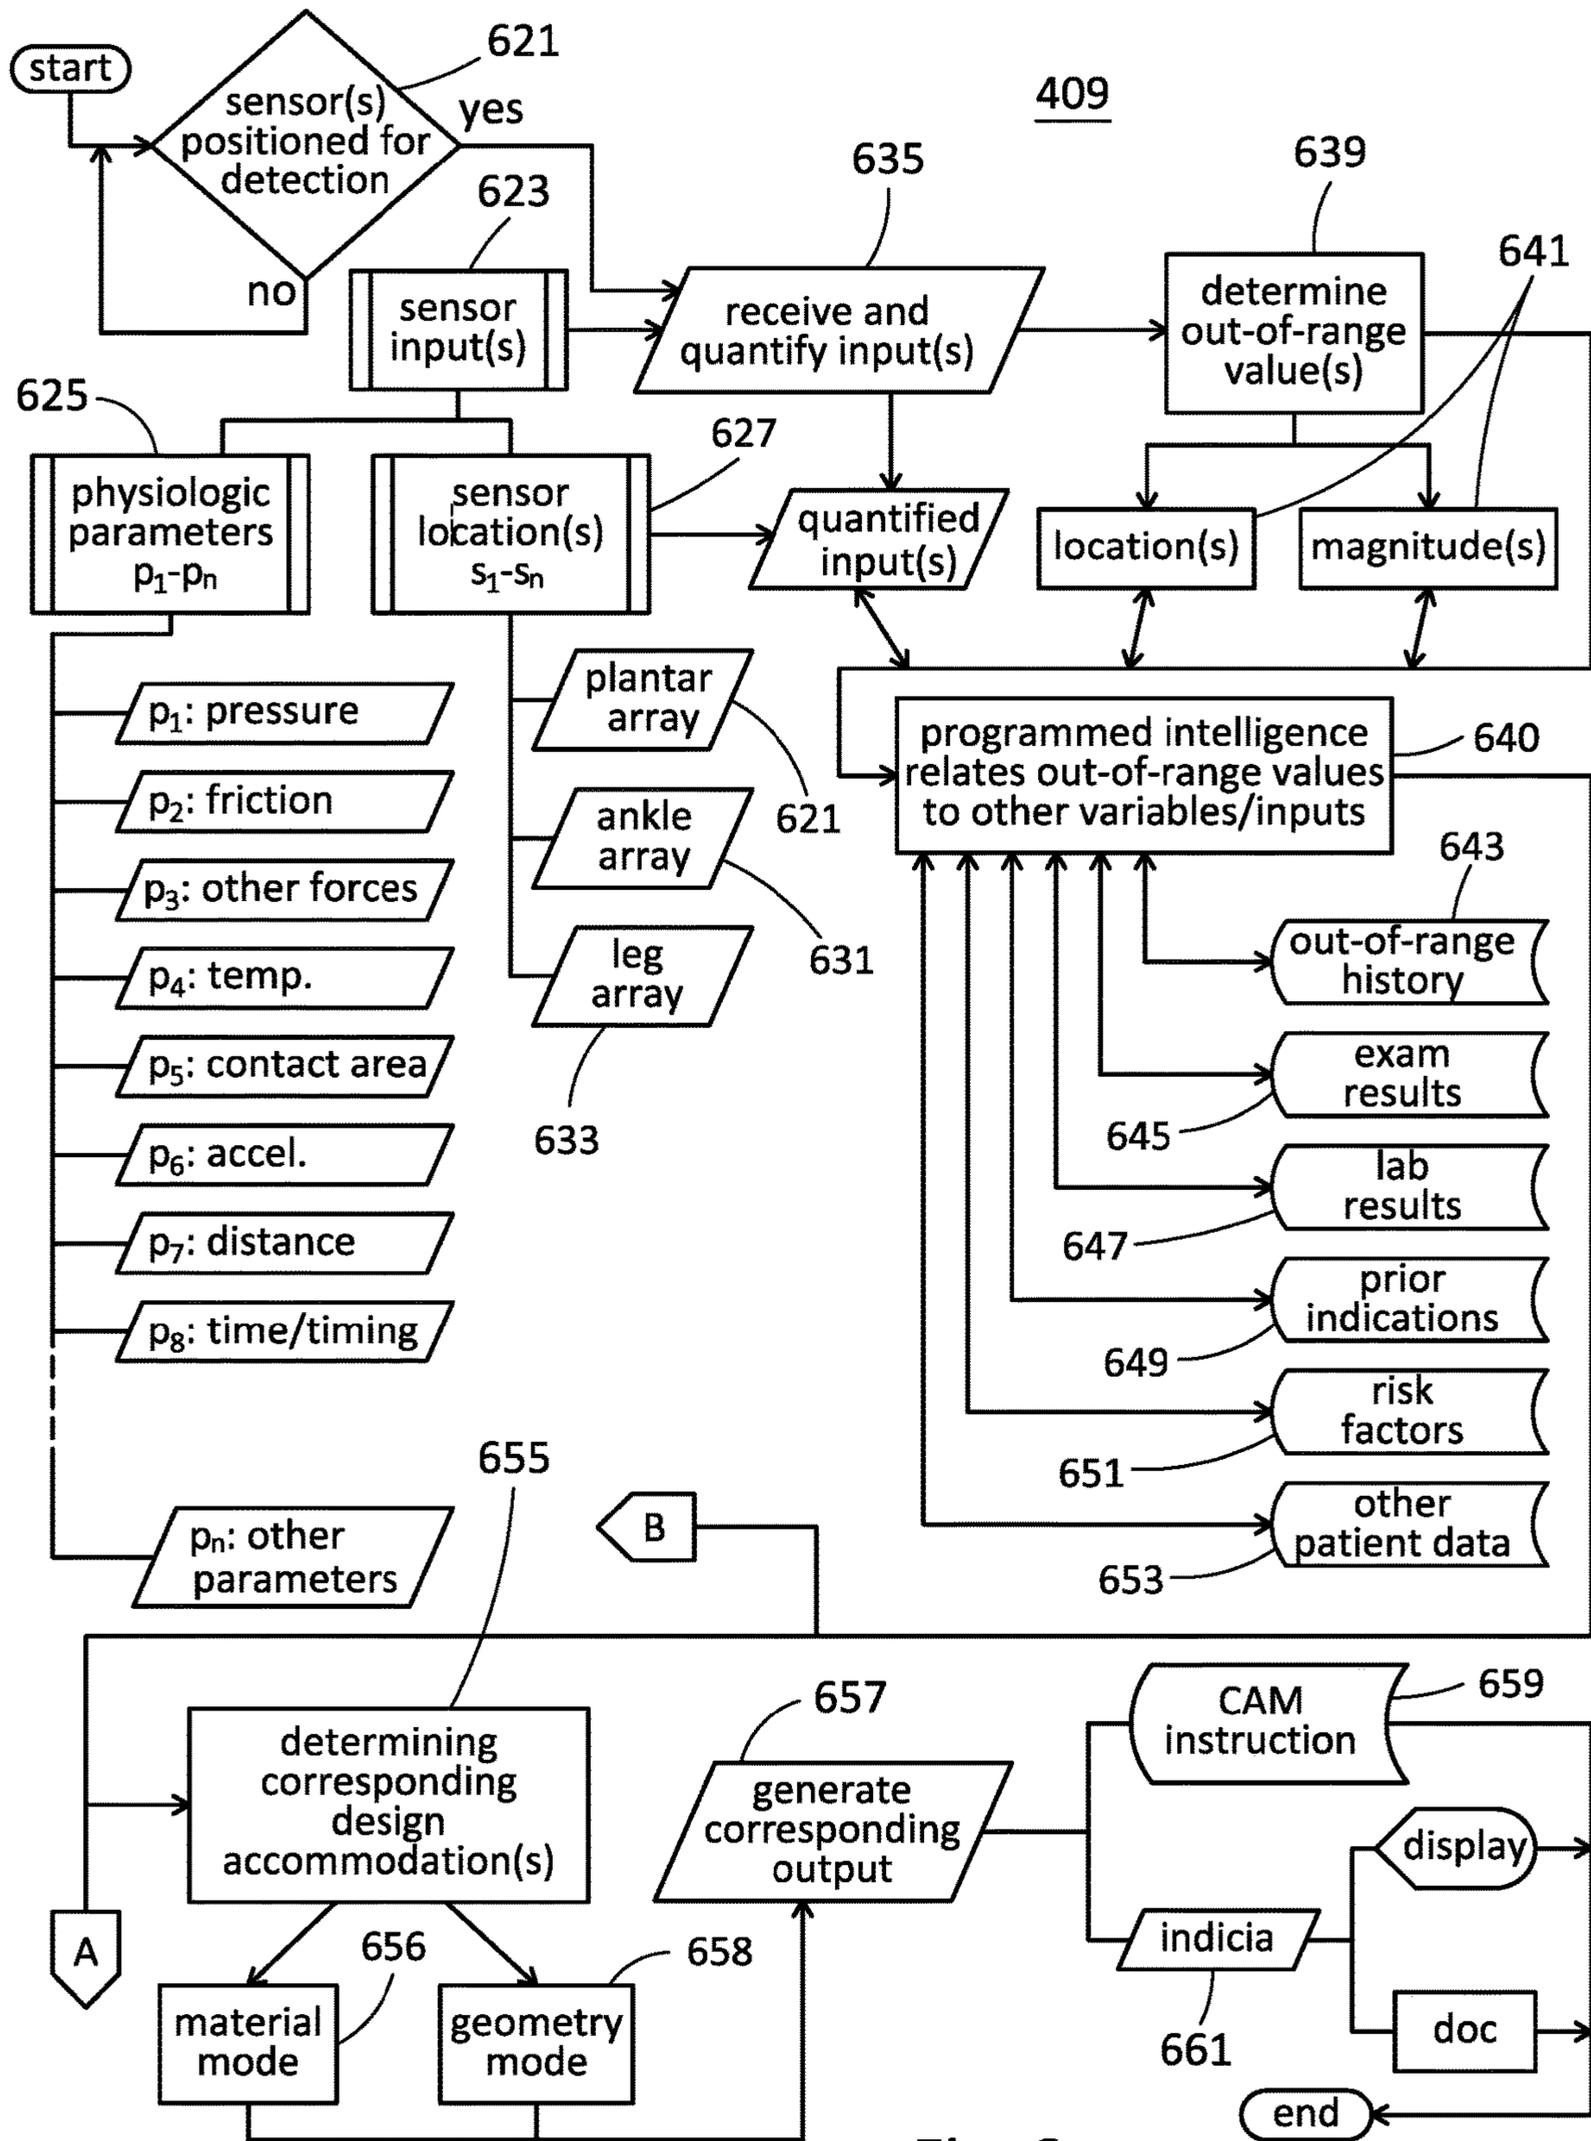 start
sensor(s)
positioned for
detection
621
yes
no
409
623
sensor
input(s)
635
receive and
quantify input(s)
639
determine
out-of-range
value(s)
641
625
physiologic
parameters
p1-pn
627
sensor
location(s)
s1-sn
quantified
input(s)
location(s)
magnitude(s)
p1: pressure
p2: friction
p3: other forces
p4: temp.
p5: contact area
p6: accel.
p7: distance
p8: time/timing
pn: other
parameters
plantar
array
621
ankle
array
631
leg
array
633
programmed intelligence
relates out-of-range values
to other variables/inputs
640
643
out-of-range
history
exam
results
645
lab
results
647
prior
indications
649
risk
factors
651
other
patient data
653
B
655
determining
corresponding
design
accommodation(s)
A
656
material
mode
658
geometry
mode
657
generate
corresponding
output
659
CAM
instruction
display
indicia
661
doc
end